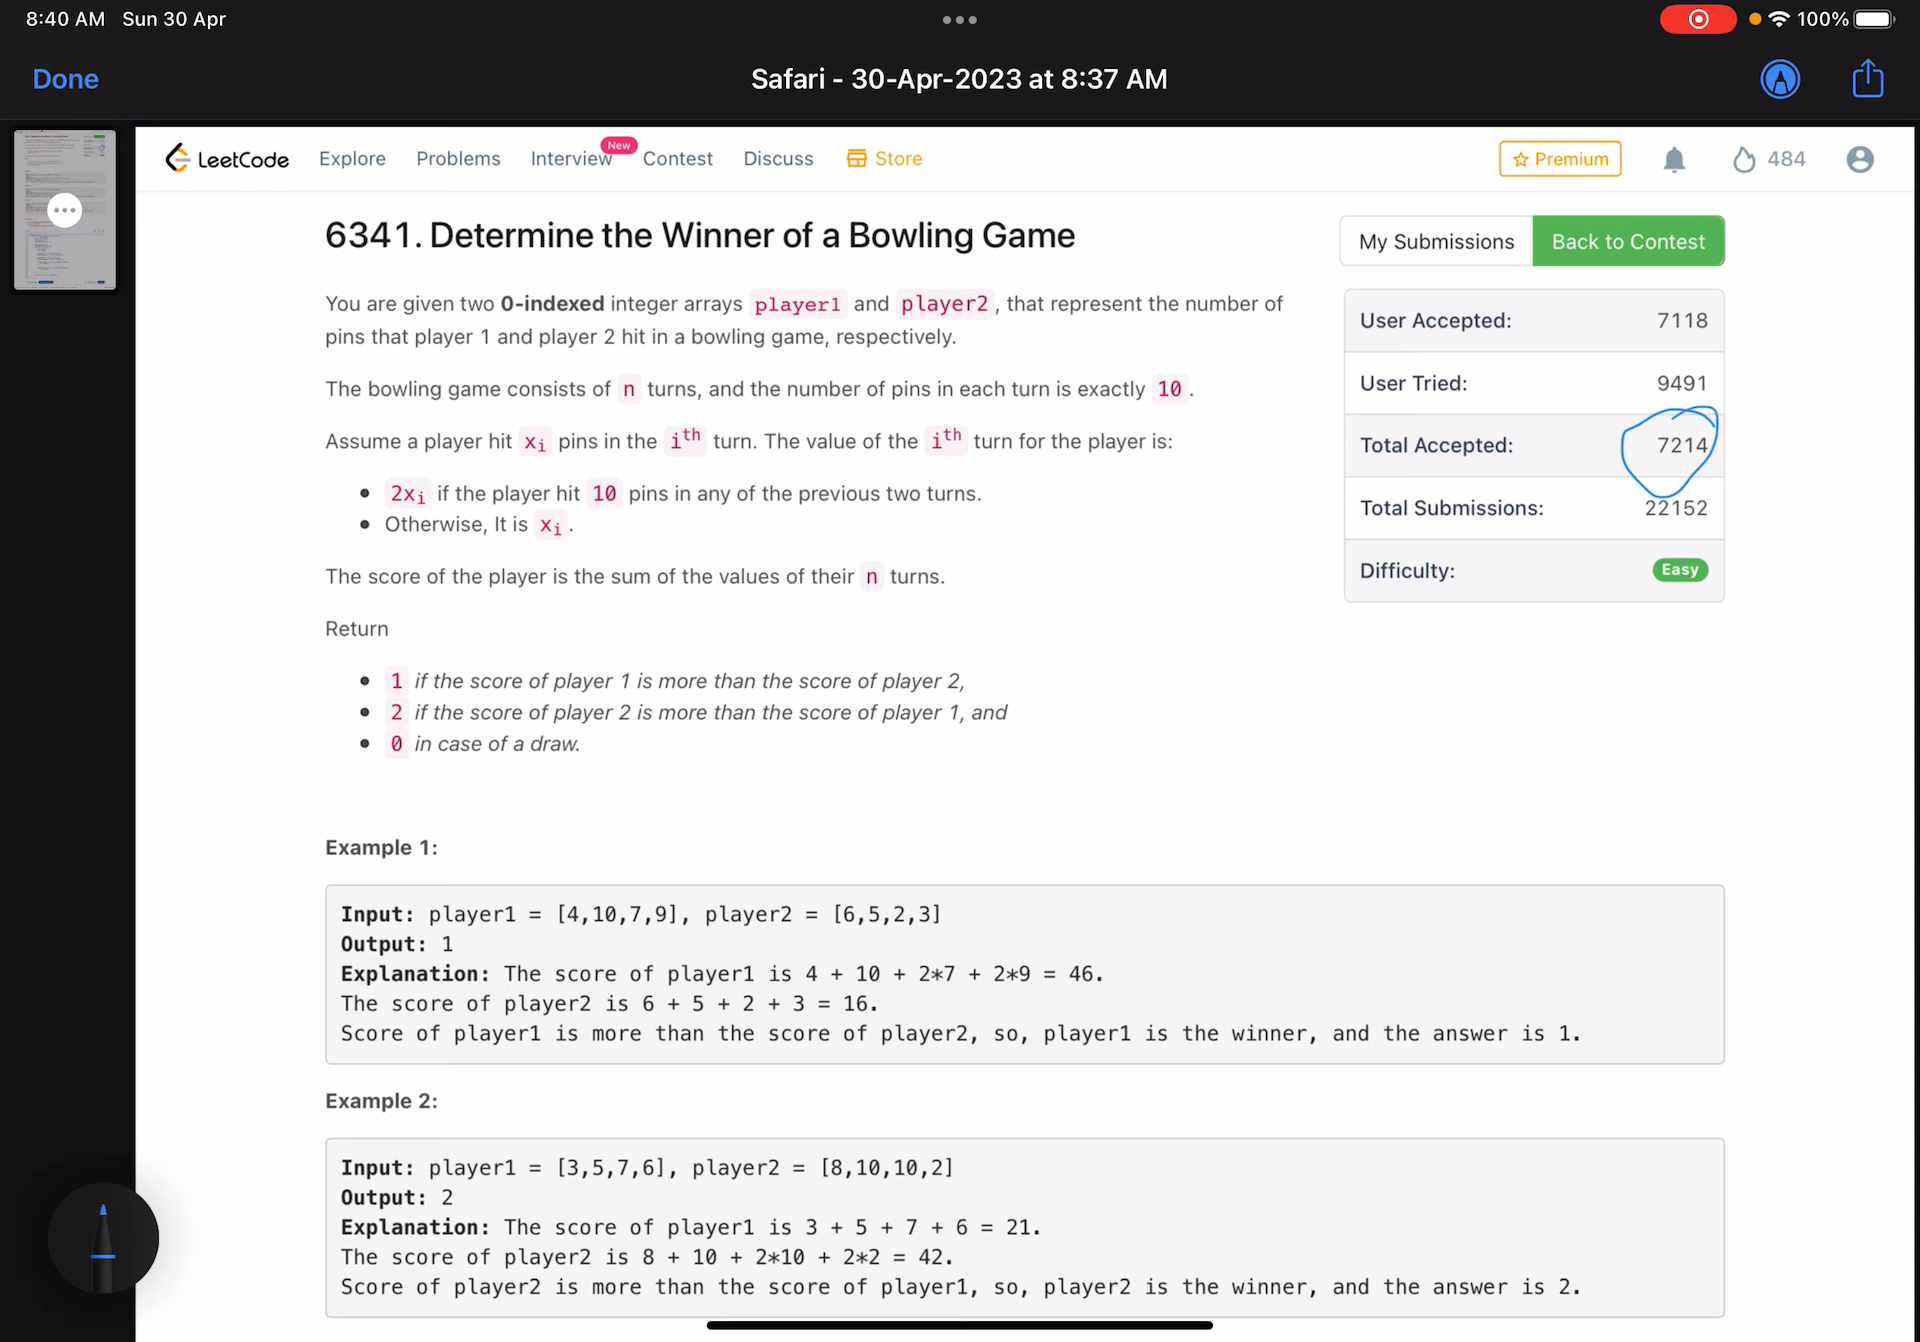 8:40 AM Sun 30 Apr
100%
Done
Safari - 30-Apr-2023 at 8:37 AM
LeetCode Explore Problems Interview New Contest Discuss Store Premium 484
6341. Determine the Winner of a Bowling Game
My Submissions Back to Contest
You are given two 0-indexed integer arrays player1 and player2, that represent the number of
pins that player 1 and player 2 hit in a bowling game, respectively.
The bowling game consists of n turns, and the number of pins in each turn is exactly 10.
Assume a player hit xi pins in the ith turn. The value of the ith turn for the player is:
• 2xi if the player hit 10 pins in any of the previous two turns.
• Otherwise, It is xi.
The score of the player is the sum of the values of their n turns.
Return
• 1 if the score of player 1 is more than the score of player 2,
• 2 if the score of player 2 is more than the score of player 1, and
• 0 in case of a draw.
User Accepted: 7118
User Tried: 9491
Total Accepted: 7214
Total Submissions: 22152
Difficulty: Easy
Example 1:
Input: player1 = [4,10,7,9], player2 = [6,5,2,3]
Output: 1
Explanation: The score of player1 is 4 + 10 + 2*7 + 2*9 = 46.
The score of player2 is 6 + 5 + 2 + 3 = 16.
Score of player1 is more than the score of player2, so, player1 is the winner, and the answer is 1.
Example 2:
Input: player1 = [3,5,7,6], player2 = [8,10,10,2]
Output: 2
Explanation: The score of player1 is 3 + 5 + 7 + 6 = 21.
The score of player2 is 8 + 10 + 2*10 + 2*2 = 42.
Score of player2 is more than the score of player1, so, player2 is the winner, and the answer is 2.